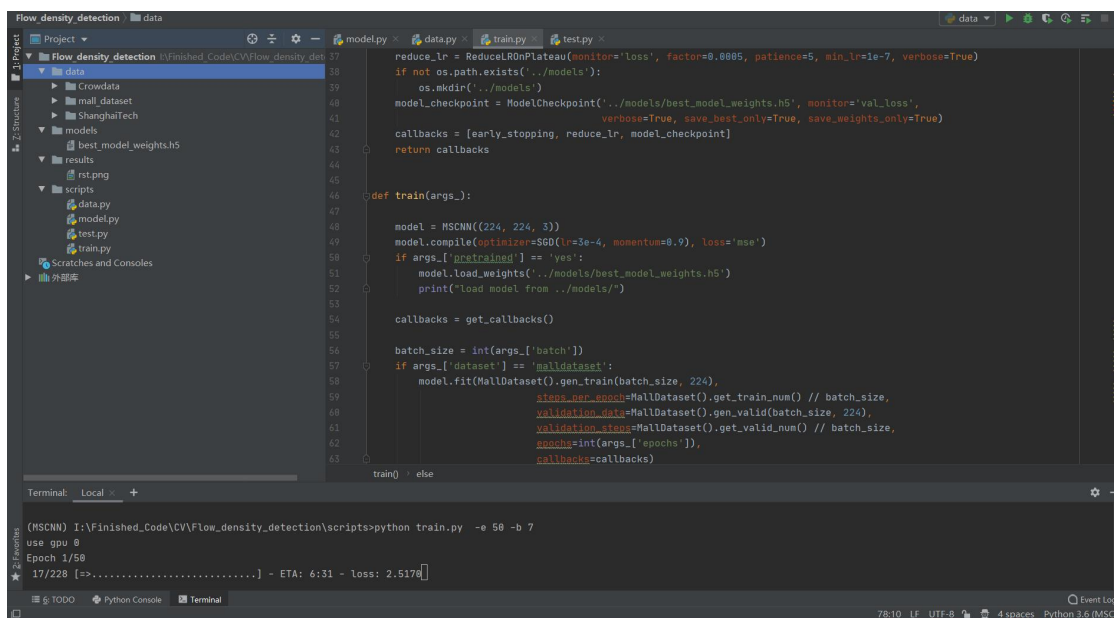 Flow_density_detection data
data
1: Project
Project
model.py
data.py
train.py
test.py
Flow_density_detection I:\Finished_Code\CV\Flow_density_det
data
Crowdata
mall_dataset
ShanghaiTech
models
best_model_weights.h5
results
rst.png
scripts
data.py
model.py
test.py
train.py
Scratches and Consoles
外部库
Z: Structure
37 reduce_lr = ReduceLROnPlateau(monitor='loss', factor=0.0005, patience=5, min_lr=1e-7, verbose=True)
38 if not os.path.exists('../models'):
39 os.mkdir('../models')
40 model_checkpoint = ModelCheckpoint('../models/best_model_weights.h5', monitor='val_loss',
41 verbose=True, save_best_only=True, save_weights_only=True)
42 callbacks = [early_stopping, reduce_lr, model_checkpoint]
43 return callbacks
44
45
46 def train(args_):
47
48 model = MSCNN((224, 224, 3))
49 model.compile(optimizer=SGD(lr=3e-4, momentum=0.9), loss='mse')
50 if args_['pretrained'] == 'yes':
51 model.load_weights('../models/best_model_weights.h5')
52 print("load model from ../models/")
53
54 callbacks = get_callbacks()
55
56 batch_size = int(args_['batch'])
57 if args_['dataset'] == 'malldataset':
58 model.fit(MallDataset().gen_train(batch_size, 224),
59 steps_per_epoch=MallDataset().get_train_num() // batch_size,
60 validation_data=MallDataset().gen_valid(batch_size, 224),
61 validation_steps=MallDataset().get_valid_num() // batch_size,
62 epochs=int(args_['epochs']),
63 callbacks=callbacks)
train() › else
Terminal: Local × +
(MSCNN) I:\Finished_Code\CV\Flow_density_detection\scripts>python train.py -e 50 -b 7
use gpu 0
Epoch 1/50
17/228 [=>............................] - ETA: 6:31 - loss: 2.5170
2: Favorites
6: TODO Python Console Terminal Event Log
78:10 LF UTF-8 4 spaces Python 3.6 (MSC